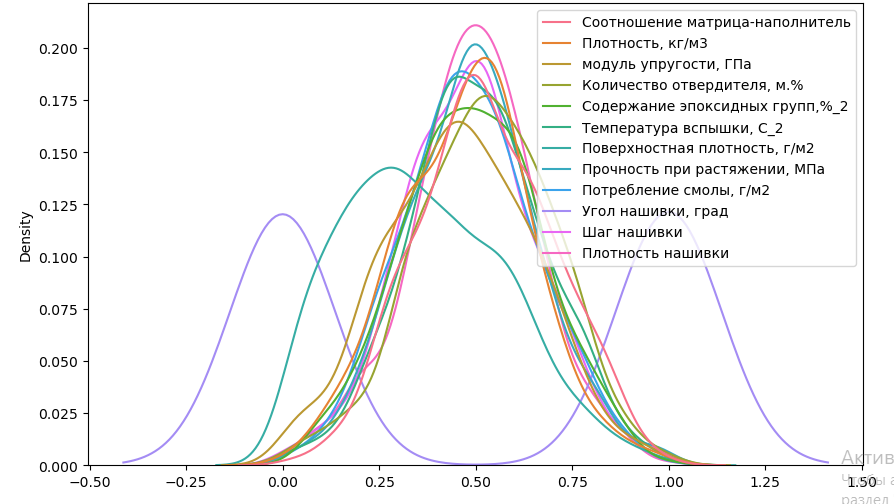 0.200
0.175
0.150
0.125
0.100
0.075
0.050
0.025
0.000
Density
Соотношение матрица-наполнитель
Плотность, кг/м3
модуль упругости, ГПа
Количество отвердителя, м.%
Содержание эпоксидных групп,%_2
Температура вспышки, С_2
Поверхностная плотность, г/м2
Прочность при растяжении, МПа
Потребление смолы, г/м2
Угол нашивки, град
Шаг нашивки
Плотность нашивки
−0.50 −0.25 0.00 0.25 0.50 0.75 1.00 1.25 1.50
Актив
раздел